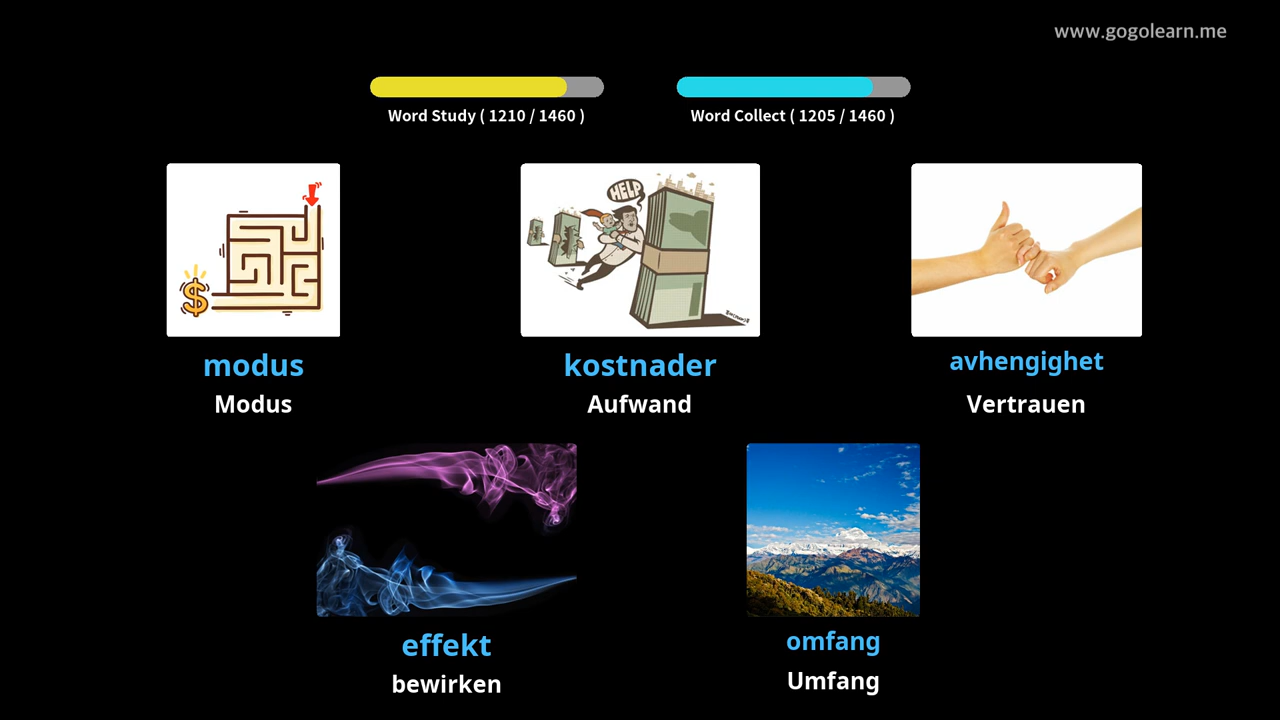 www.gogolearn.me
Word Study ( 1210 / 1460 )
Word Collect ( 1205 / 1460 )
HELP
$
modus
Modus
kostnader
Aufwand
avhengighet
Vertrauen
effekt
bewirken
omfang
Umfang